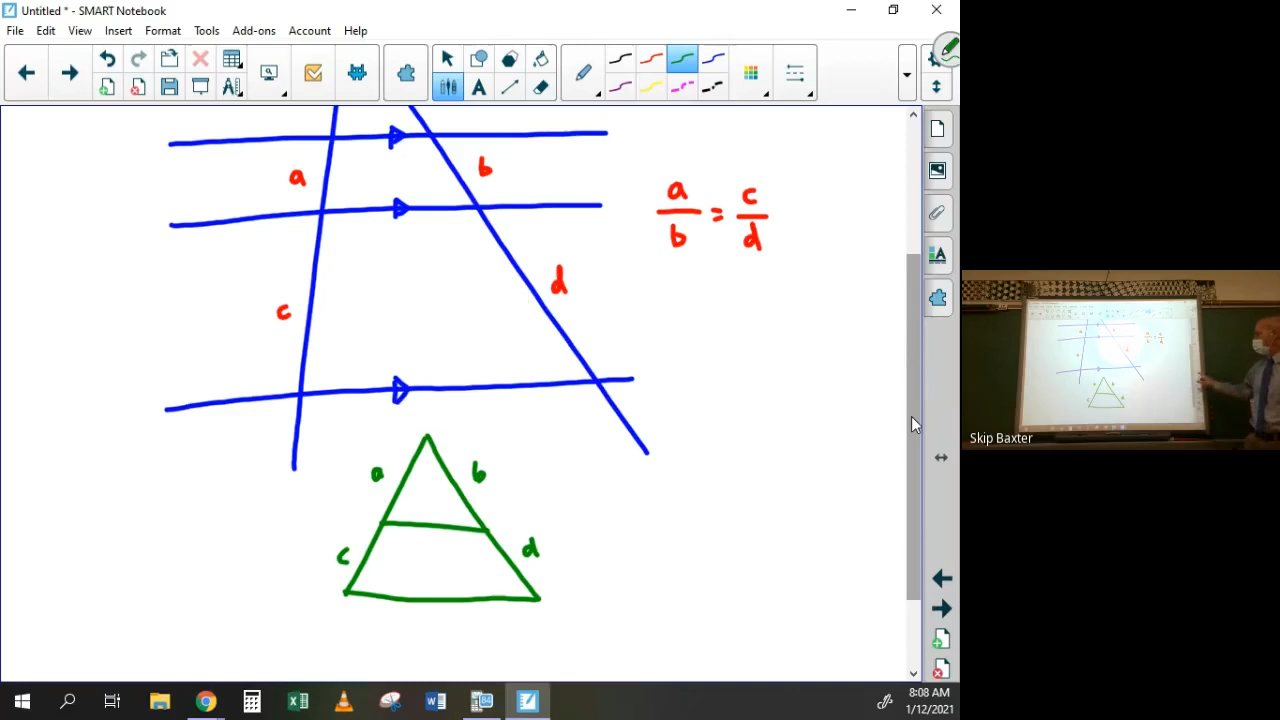 Untitled * - SMART Notebook
File Edit View Insert Format Tools Add-ons Account Help
a b
a/b = c/d
c d
a b
c d
Skip Baxter
8:08 AM
1/12/2021